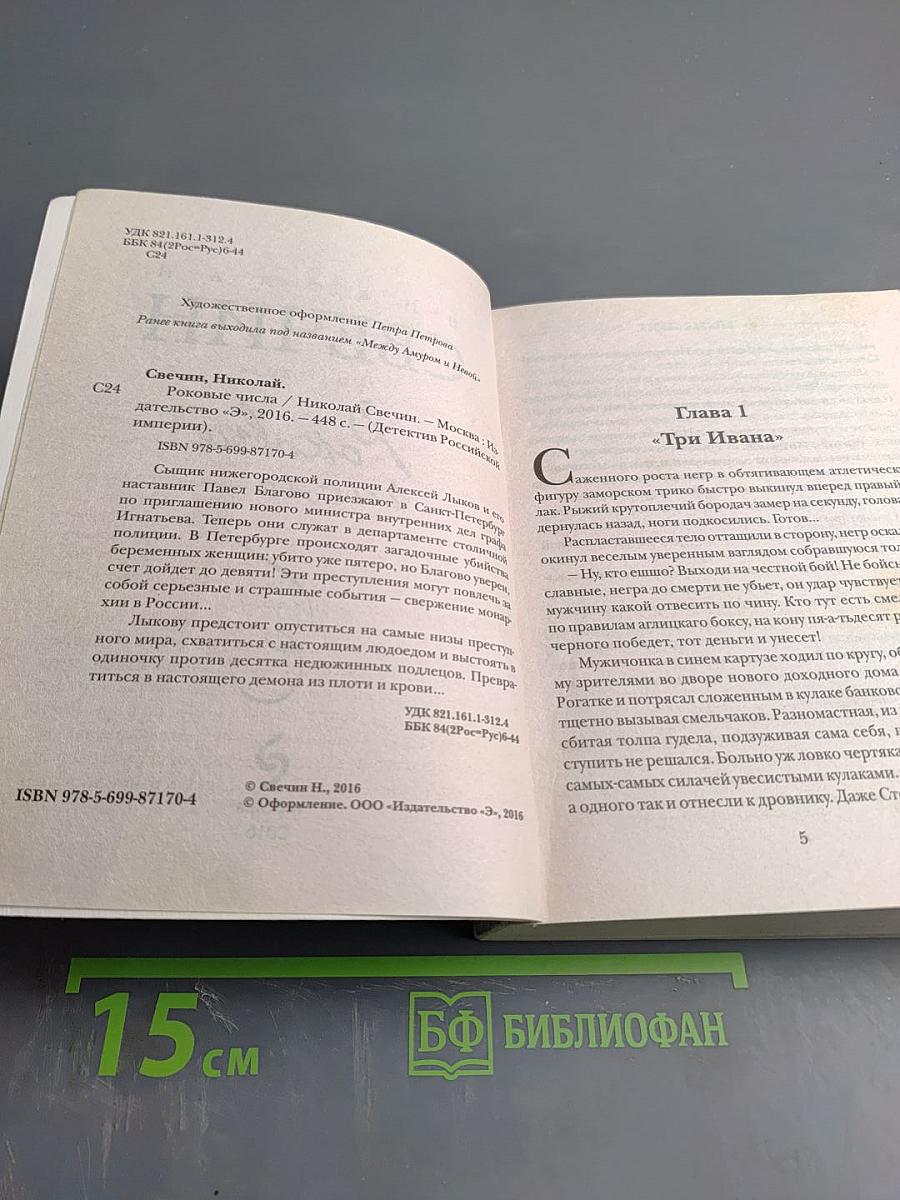 УДК 821.161.1-312.4
ББК 84(2Рос=Рус)6-44
С24
Художественное оформление Петра Петрова
Ранее книга выходила под названием «Между Амуром и Невой»
Свечин, Николай.
С24
Роковые числа / Николай Свечин. — Москва : Из-
дательство «Э», 2016. — 448 с. — (Детектив Российской
империи).
ISBN 978-5-699-87170-4
Сыщик нижегородской полиции Алексей Лыков и его
наставник Павел Благово приезжают в Санкт-Петербург
по приглашению нового министра внутренних дел графа
Игнатьева. Теперь они служат в департаменте столичной
полиции. В Петербурге происходят загадочные убийства
беременных женщин: убито уже пятеро, но Благово уверен,
счет дойдет до девяти! Эти преступления могут повлечь за
собой серьезные и страшные события — свержение монар-
хии в России...
Лыкову предстоит опуститься на самые низы преступ-
ного мира, схватиться с настоящим людоедом и выстоять в
одиночку против десятка недюжинных подлецов. Превра-
титься в настоящего демона из плоти и крови...
УДК 821.161.1-312.4
ББК 84(2Рос=Рус)6-44
ISBN 978-5-699-87170-4
© Свечин Н., 2016
© Оформление. ООО «Издательство «Э», 2016
Глава 1
«Три Ивана»
Саженного роста негр в обтягивающем атлетическ
фигуру заморском трико быстро выкинул вперед правый
лак. Рыжий крутоплечий бородач замер на секунду, голова
дернулась назад, ноги подкосились. Готов...
Распластавшееся тело оттащили в сторону, негр оскал
окинул веселым уверенным взглядом собравшуюся тол
— Ну, кто ешшо? Выходи на честной бой! Не бойсь
славные, негра до смерти не убьет, он удар чувствует
мужчину какой отвесить по чину. Кто тут есть смел
по правилам аглицкаго боксу, на кону пя-а-тьдесят р
черного победет, тот деньги и унесет!
Мужичонка в синем картузе ходил по кругу, об
му зрителями во дворе нового доходного дома
Рогатке и потрясал сложенным в кулаке банково
тщетно вызывая смельчаков. Разномастная, из
сбитая толпа гудела, подзуживая сама себя, н
ступить не решался. Больно уж ловко чертяка
самых-самых силачей увесистыми кулаками.
а одного так и отнесли к дровнику. Даже Сте
5
15 см
БФ БИБЛИОФАН